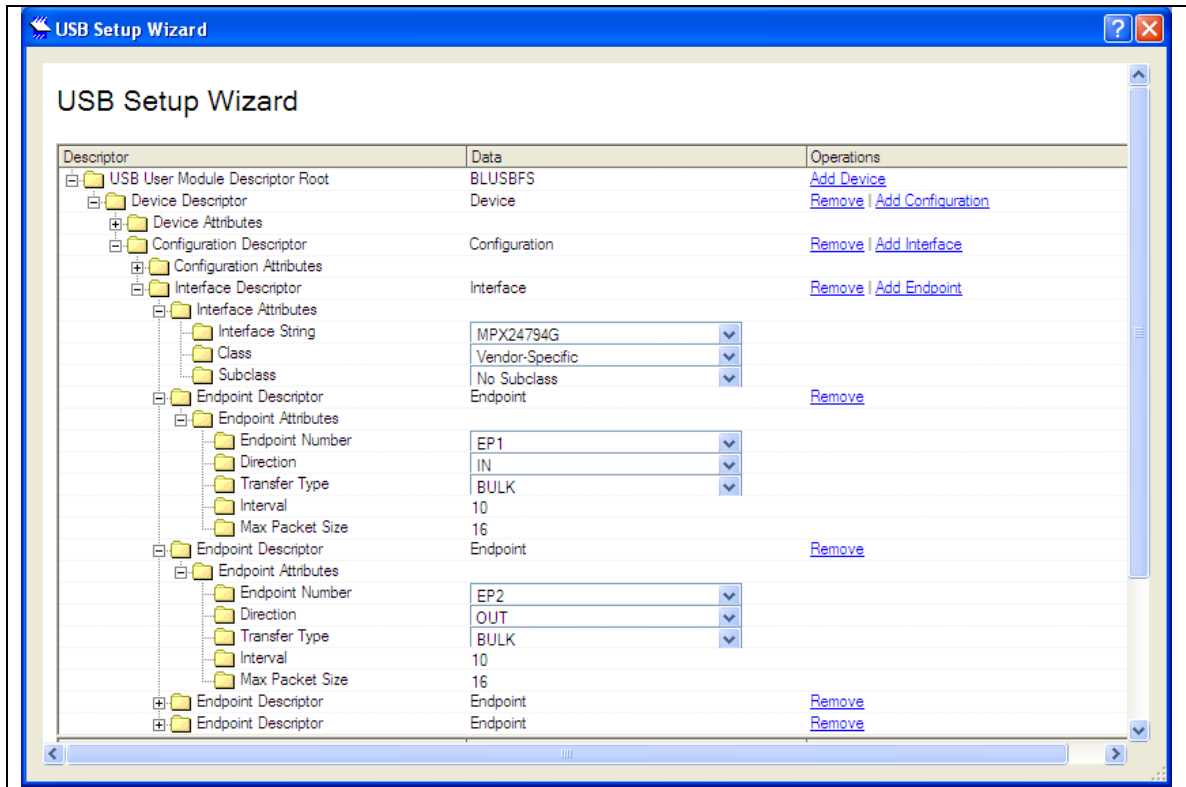 USB Setup Wizard
USB Setup Wizard
Descriptor Data Operations
USB User Module Descriptor Root BLUSBFS Add Device
Device Descriptor Device Remove | Add Configuration
Device Attributes
Configuration Descriptor Configuration Remove | Add Interface
Configuration Attributes
Interface Descriptor Interface Remove | Add Endpoint
Interface Attributes
Interface String MPX24794G
Class Vendor-Specific
Subclass No Subclass
Endpoint Descriptor Endpoint Remove
Endpoint Attributes
Endpoint Number EP1
Direction IN
Transfer Type BULK
Interval 10
Max Packet Size 16
Endpoint Descriptor Endpoint Remove
Endpoint Attributes
Endpoint Number EP2
Direction OUT
Transfer Type BULK
Interval 10
Max Packet Size 16
Endpoint Descriptor Endpoint Remove
Endpoint Descriptor Endpoint Remove